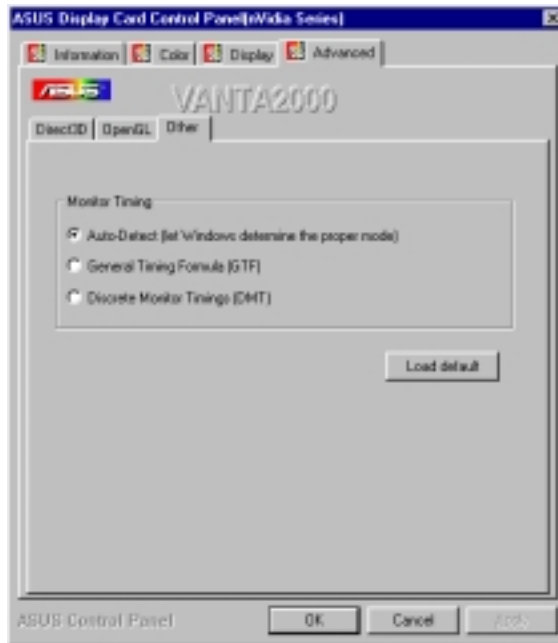 ASUS Display Card Control Panel(nVidia Series)
Information Color Display Advanced
ASUS VANTA2000
Direct3D OpenGL Other
Monitor Timing
Auto-Detect (let Windows determine the proper mode)
General Timing Formula (GTF)
Discrete Monitor Timings (DMT)
Load default
ASUS Control Panel OK Cancel Apply